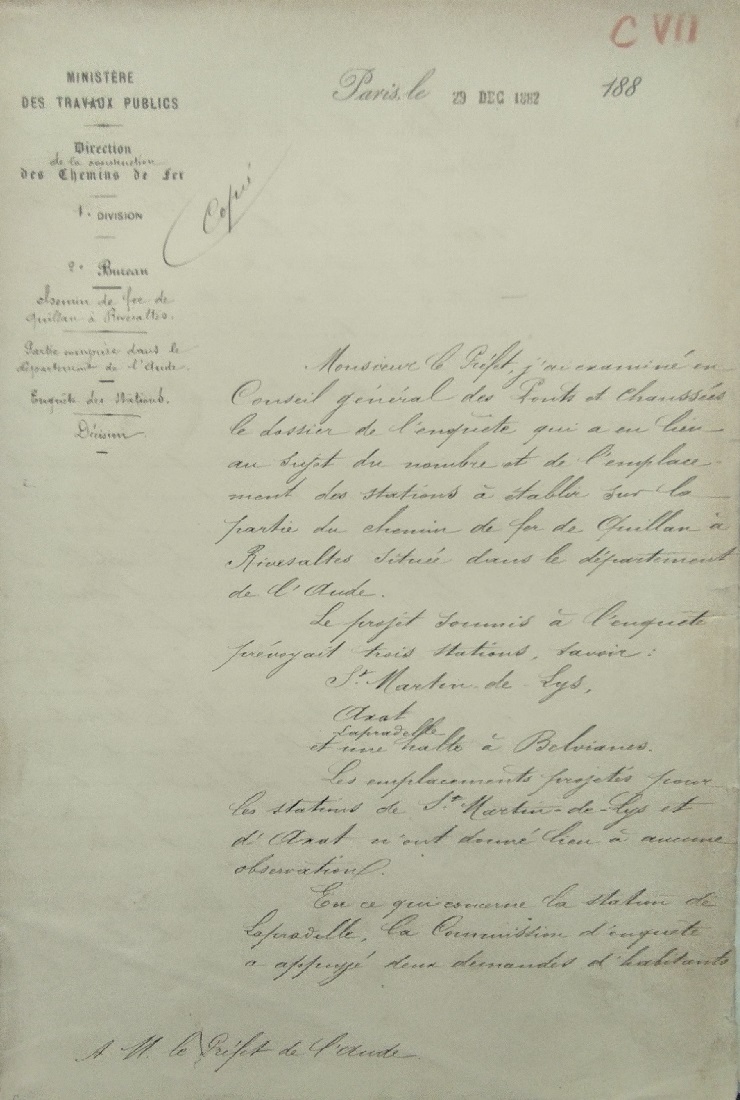 C VII
MINISTÈRE
DES TRAVAUX PUBLICS
Paris, le 29 DEC 1882 188
Direction
de la construction
des Chemins de Fer
1e DIVISION
Copie
2e Bureau
Chemin de fer de
Quillan à Rivesaltes.
Partie comprise dans le
Département de l'Aude.
Enquête des stations.
Décision
Monsieur le Préfet, j'ai examiné en
Conseil général des Ponts et Chaussées
le dossier de l'enquête qui a eu lieu
au sujet du nombre et de l'emplace-
ment des stations à établir sur la
partie du chemin de fer de Quillan à
Rivesaltes située dans le département
de l'Aude.
Le projet soumis à l'enquête
prévoyait trois stations, savoir :
St Martin-de-Lys,
Axat
Lapradelle
et une halte à Belvianes.
Les emplacements projetés pour
les stations de St Martin-de-Lys et
d'Axat n'ont donné lieu à aucune
observation.
En ce qui concerne la station de
Lapradelle, la Commission d'enquête
a appuyé deux demandes d'habitants
A M. le Préfet de l'Aude